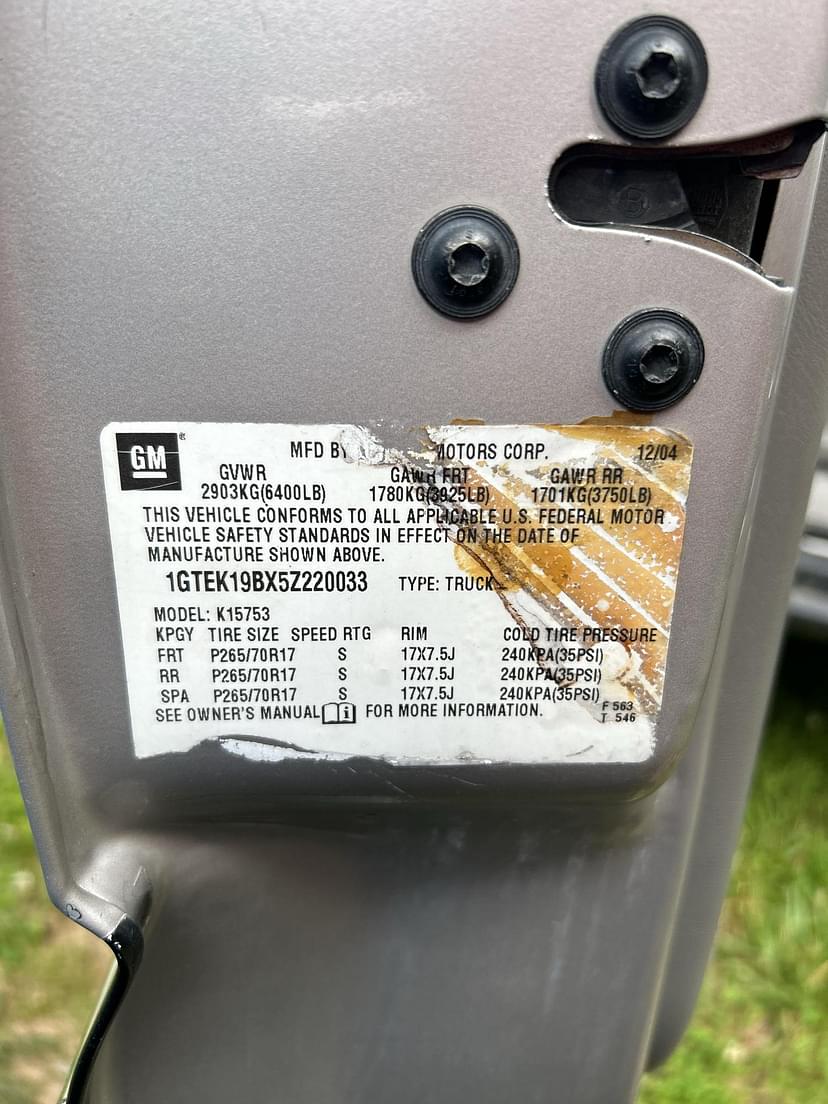 GM®
MFD BY MOTORS CORP. 12/04
GVWR GAWR FRT GAWR RR
2903KG(6400LB) 1780KG(3925LB) 1701KG(3750LB)
THIS VEHICLE CONFORMS TO ALL APPLICABLE U.S. FEDERAL MOTOR
VEHICLE SAFETY STANDARDS IN EFFECT ON THE DATE OF
MANUFACTURE SHOWN ABOVE.
1GTEK19BX5Z220033 TYPE: TRUCK
MODEL: K15753
KPGY TIRE SIZE SPEED RTG RIM COLD TIRE PRESSURE
FRT P265/70R17 S 17X7.5J 240KPA(35PSI)
RR P265/70R17 S 17X7.5J 240KPA(35PSI)
SPA P265/70R17 S 17X7.5J 240KPA(35PSI)
SEE OWNER'S MANUAL FOR MORE INFORMATION.
F 563
T 546